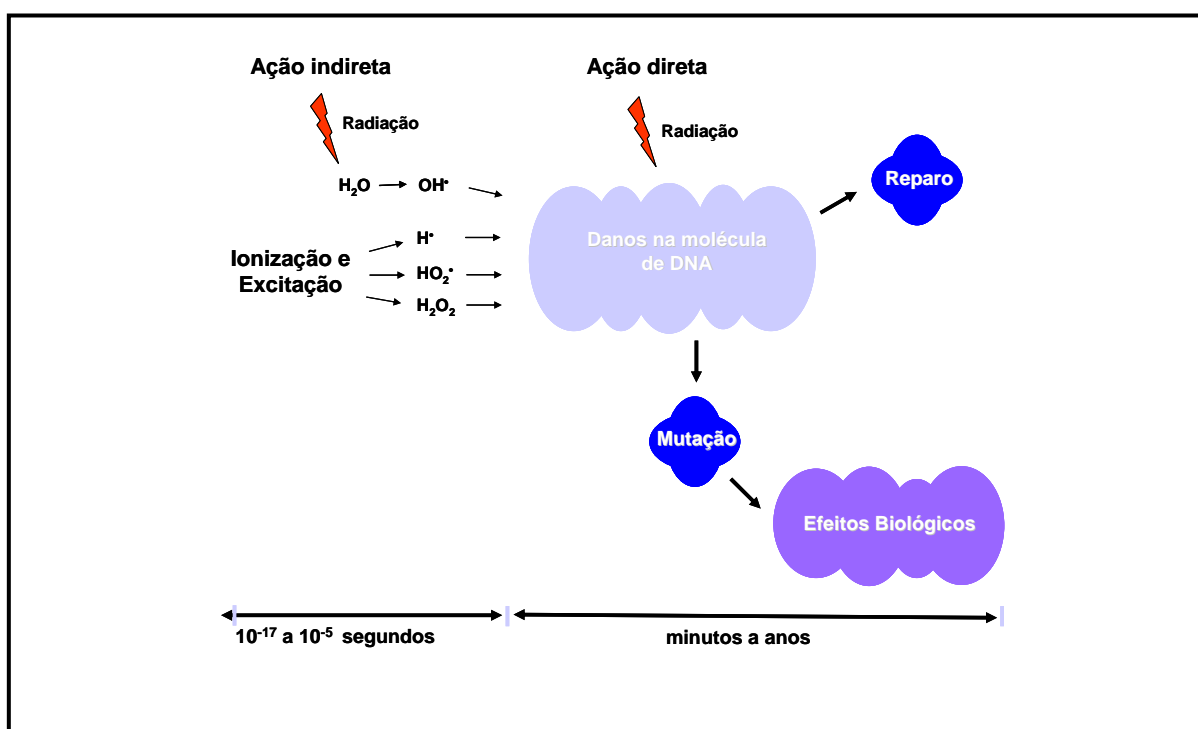 Ação indireta
Ação direta
Radiação
Radiação
H₂O
OH•
Reparo
H•
Danos na molécula
de DNA
Ionização e
Excitação
HO₂•
H₂O₂
Mutação
Efeitos Biológicos
10⁻¹⁷ a 10⁻⁵ segundos
minutos a anos